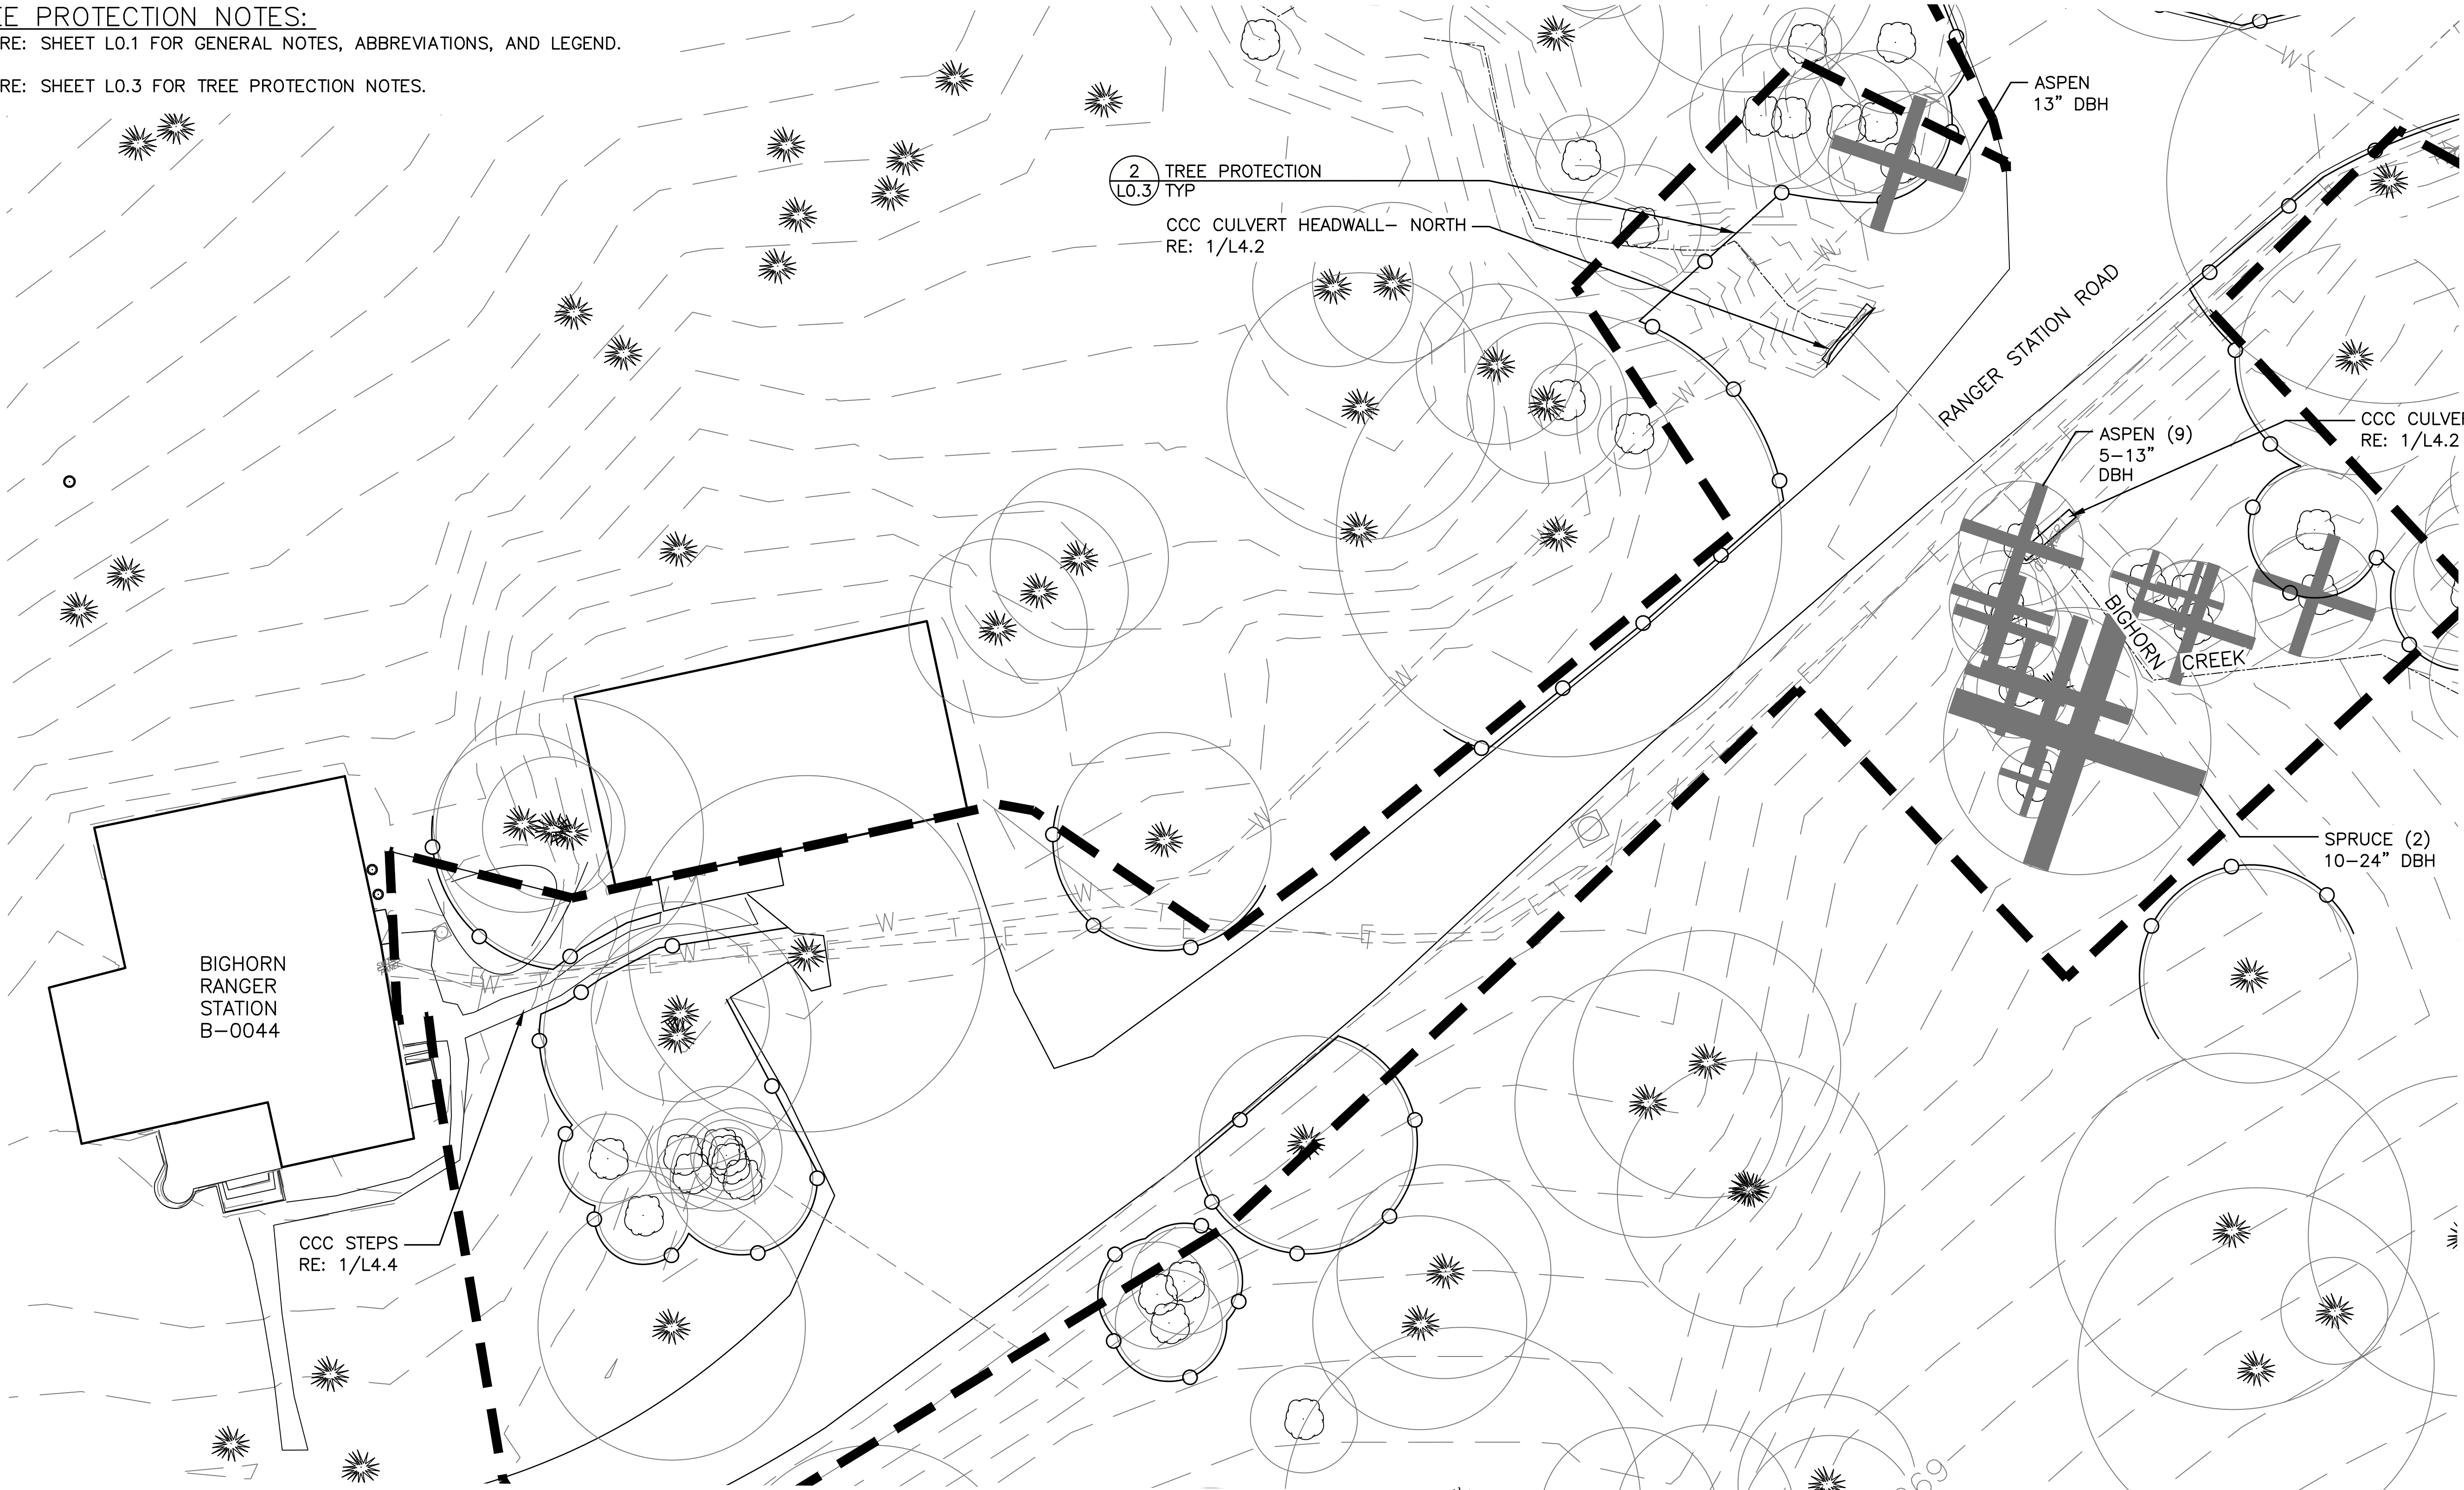 EE PROTECTION NOTES:
RE: SHEET L0.1 FOR GENERAL NOTES, ABBREVIATIONS, AND LEGEND.
RE: SHEET L0.3 FOR TREE PROTECTION NOTES.
ASPEN
13" DBH
2
L0.3
TREE PROTECTION
TYP
CCC CULVERT HEADWALL- NORTH
RE: 1/L4.2
RANGER STATION ROAD
CCC CULVE
RE: 1/L4.2
ASPEN (9)
5-13"
DBH
BIGHORN CREEK
SPRUCE (2)
10-24" DBH
BIGHORN
RANGER
STATION
B-0044
CCC STEPS
RE: 1/L4.4
W
W
W
W
W
W
W
W
W
T
T
T
E
E
E
E
E
69